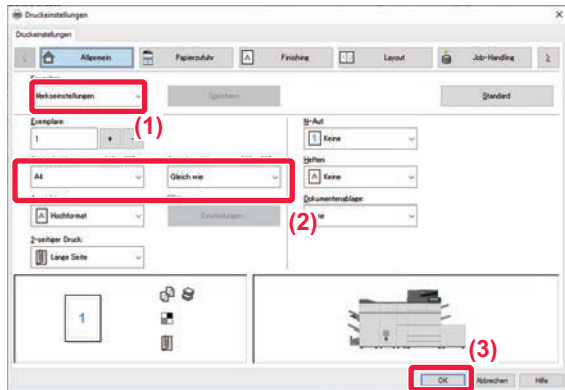 Druckeinstellungen
Druckeinstellungen
Allgemein Papierzufuhr Finishing Layout Job-Handling
Favoriten:
Werkseinstellungen Speichern Standard
(1)
Exemplare: N-Auf:
1 Keine
Heften:
A4 Gleich wie Keine
(2)
Dokumentenablage:
Hochformat Einstellungen...
2-seitiger Druck:
Lange Seite
1
(3)
OK Abbrechen Hilfe